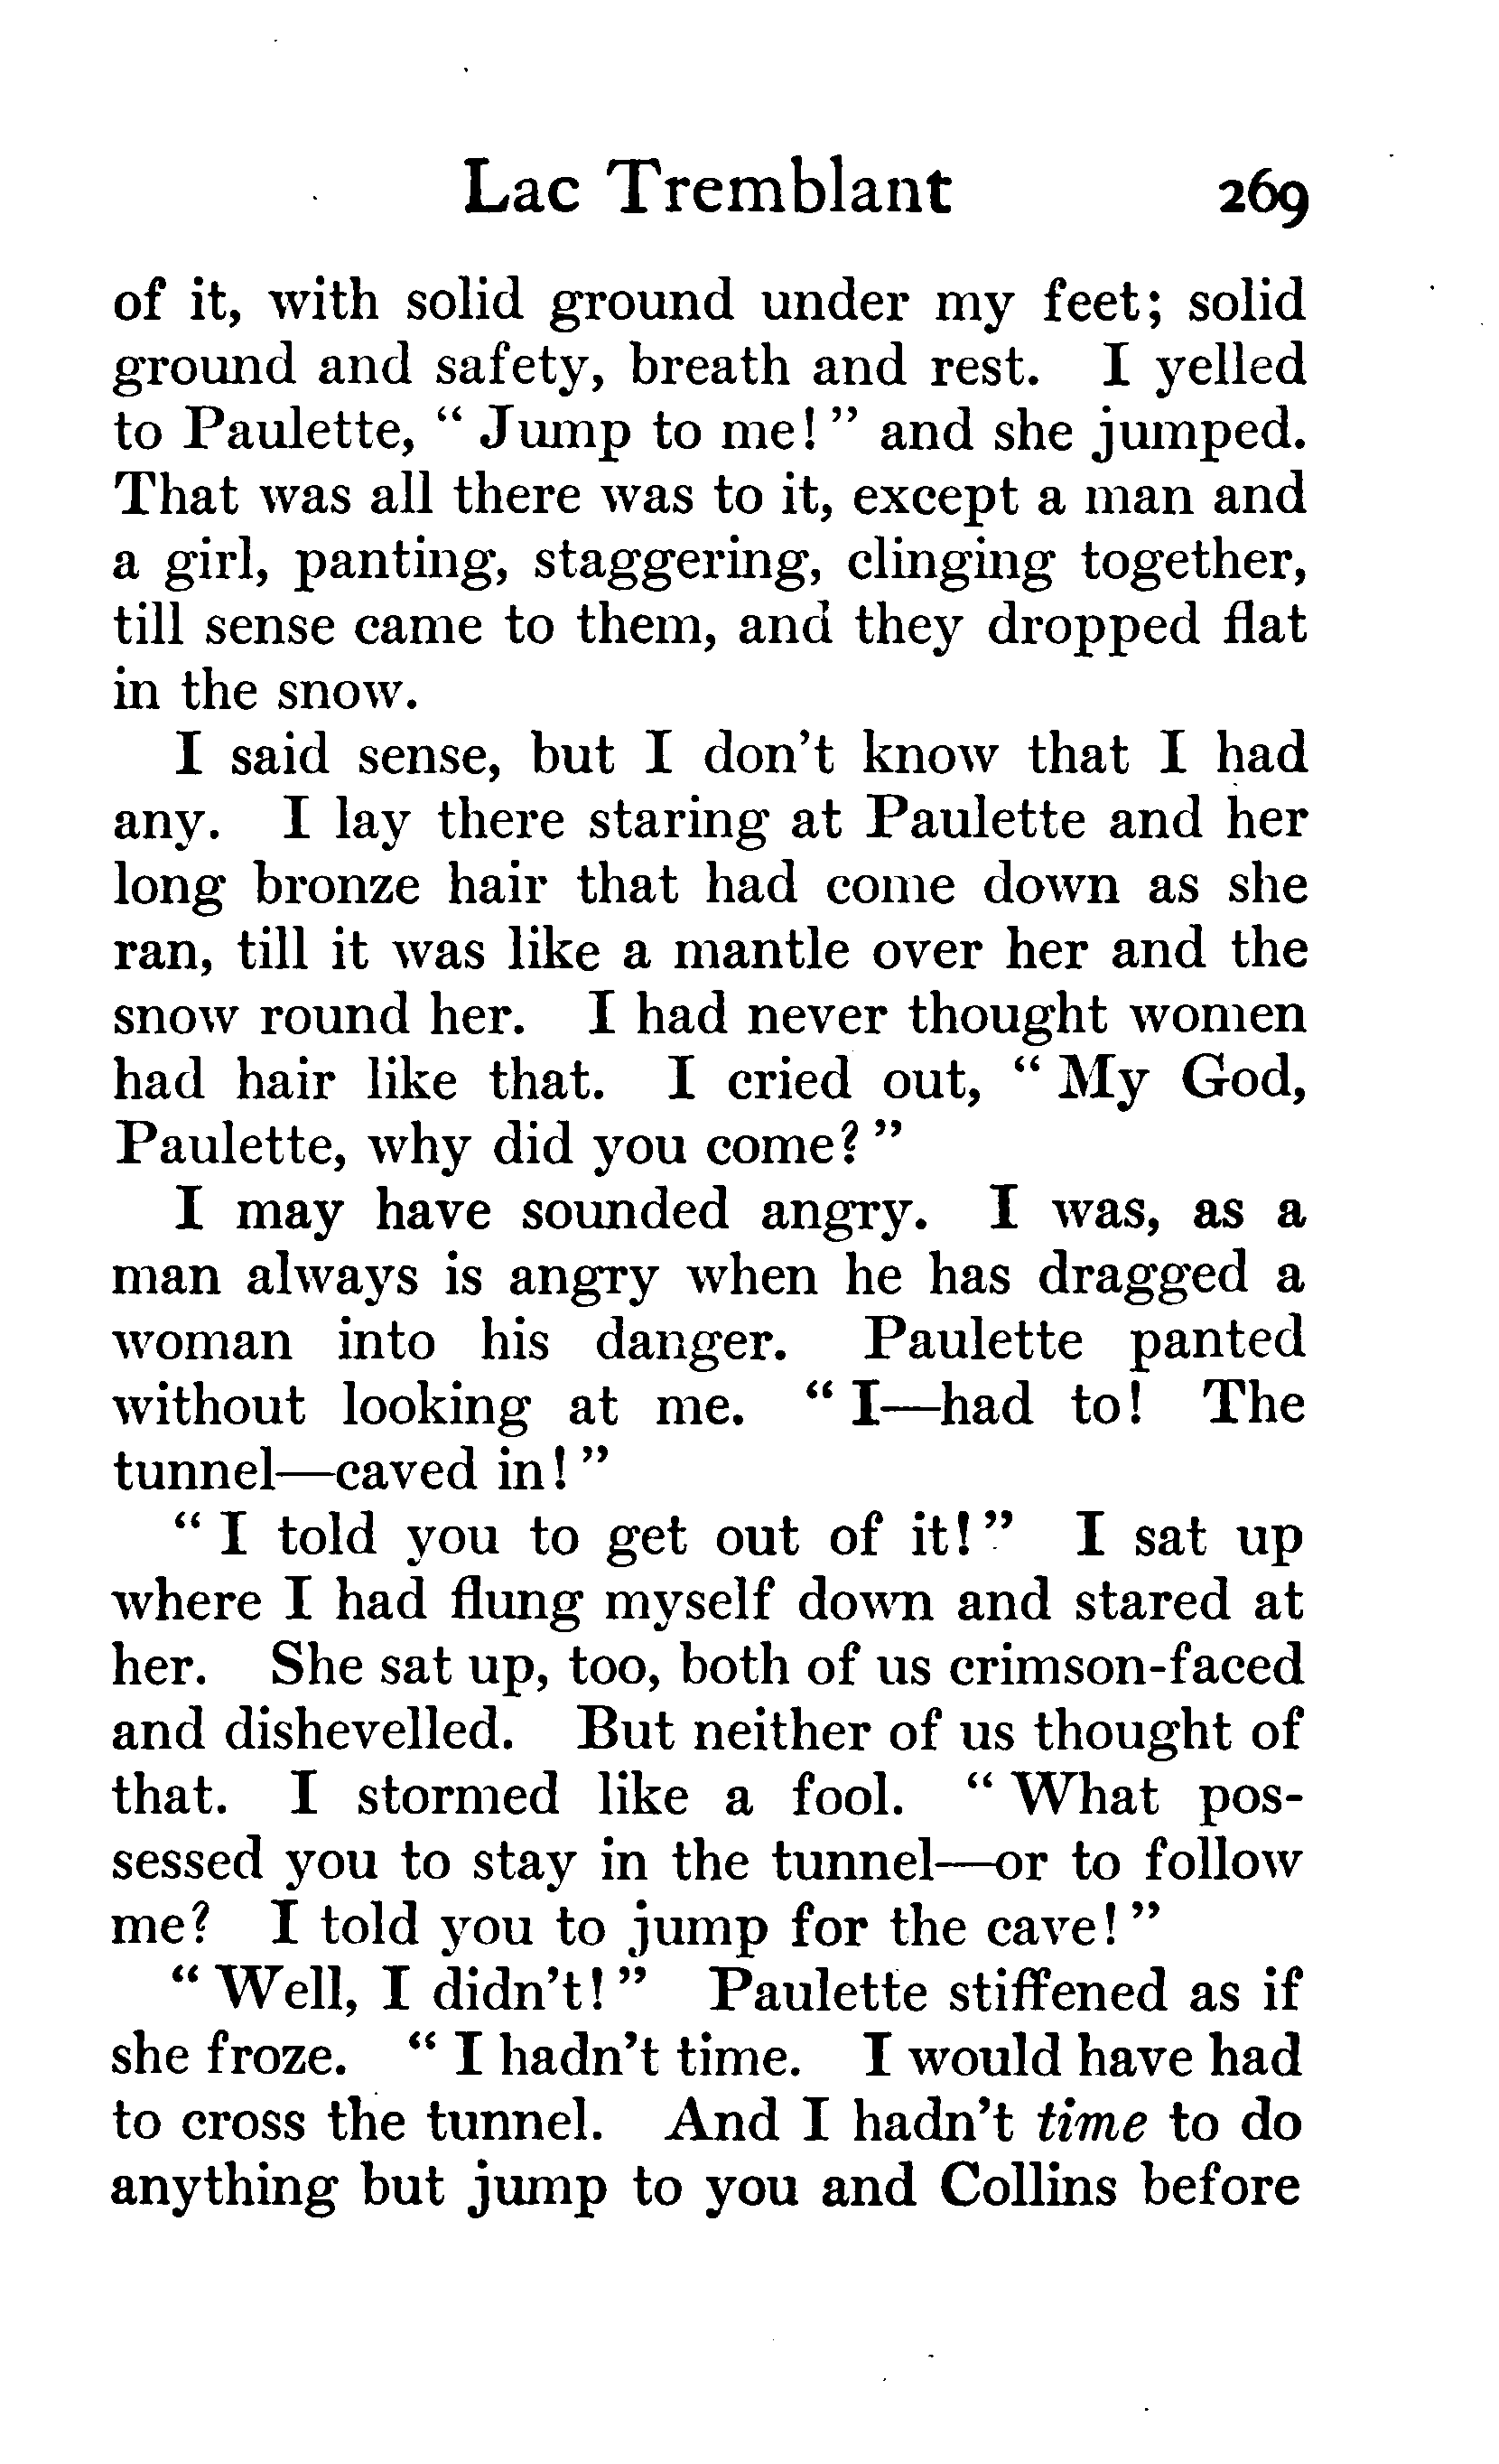 Lac Tremblant 269
of it, with solid ground under my feet; solid
ground and safety, breath and rest. I yelled
to Paulette, " Jump to me! " and she jumped.
That was all there was to it, except a man and
a girl, panting, staggering, clinging together,
till sense came to them, and they dropped flat
in the snow.
I said sense, but I don't know that I had
any. I lay there staring at Paulette and her
long bronze hair that had come down as she
ran, till it was like a mantle over her and the
snow round her. I had never thought women
had hair like that. I cried out, " My God,
Paulette, why did you come? "
I may have sounded angry. I was, as a
man always is angry when he has dragged a
woman into his danger. Paulette panted
without looking at me. " I—had to! The
tunnel—caved in! "
" I told you to get out of it! " I sat up
where I had flung myself down and stared at
her. She sat up, too, both of us crimson-faced
and dishevelled. But neither of us thought of
that. I stormed like a fool. " What pos-
sessed you to stay in the tunnel—or to follow
me? I told you to jump for the cave! "
" Well, I didn't! " Paulette stiffened as if
she froze. " I hadn't time. I would have had
to cross the tunnel. And I hadn't time to do
anything but jump to you and Collins before